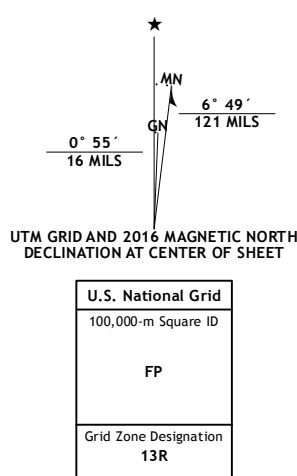 ★
MN
GN
6° 49´
121 MILS
0° 55´
16 MILS
UTM GRID AND 2016 MAGNETIC NORTH
DECLINATION AT CENTER OF SHEET
U.S. National Grid
100,000-m Square ID
FP
Grid Zone Designation
13R